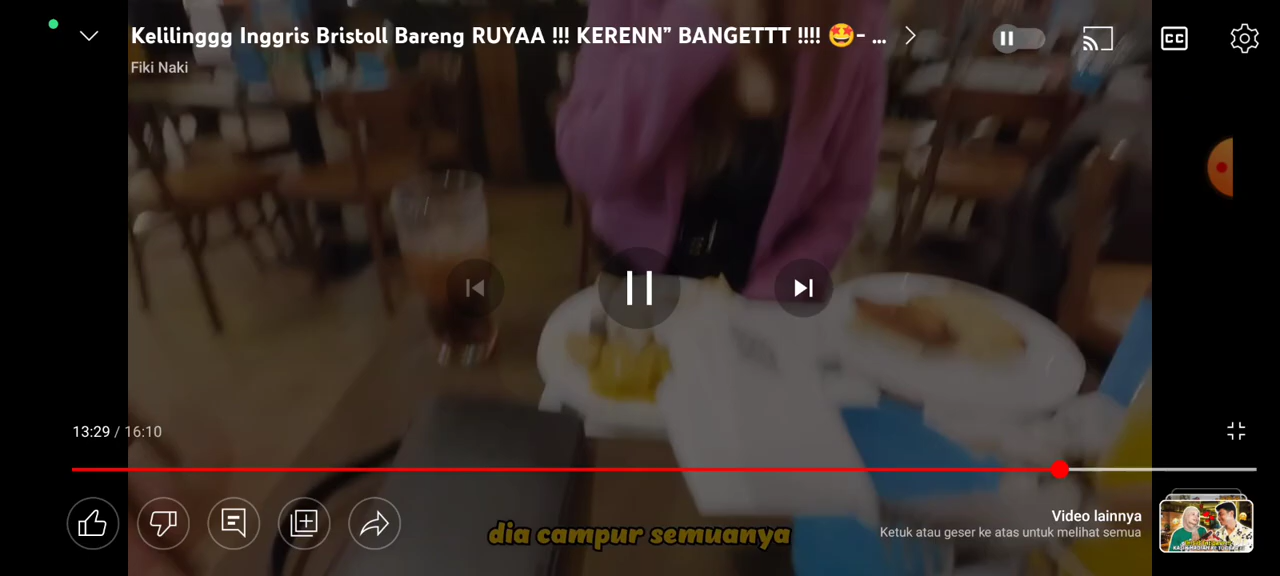 Kelilinggg Inggris Bristoll Bareng RUYAA !!! KERENN” BANGETTT !!!! 🤩- ...
Fiki Naki
CC
13:29 / 16:10
dia campur semuanya
Video lainnya
Ketuk atau geser ke atas untuk melihat semua